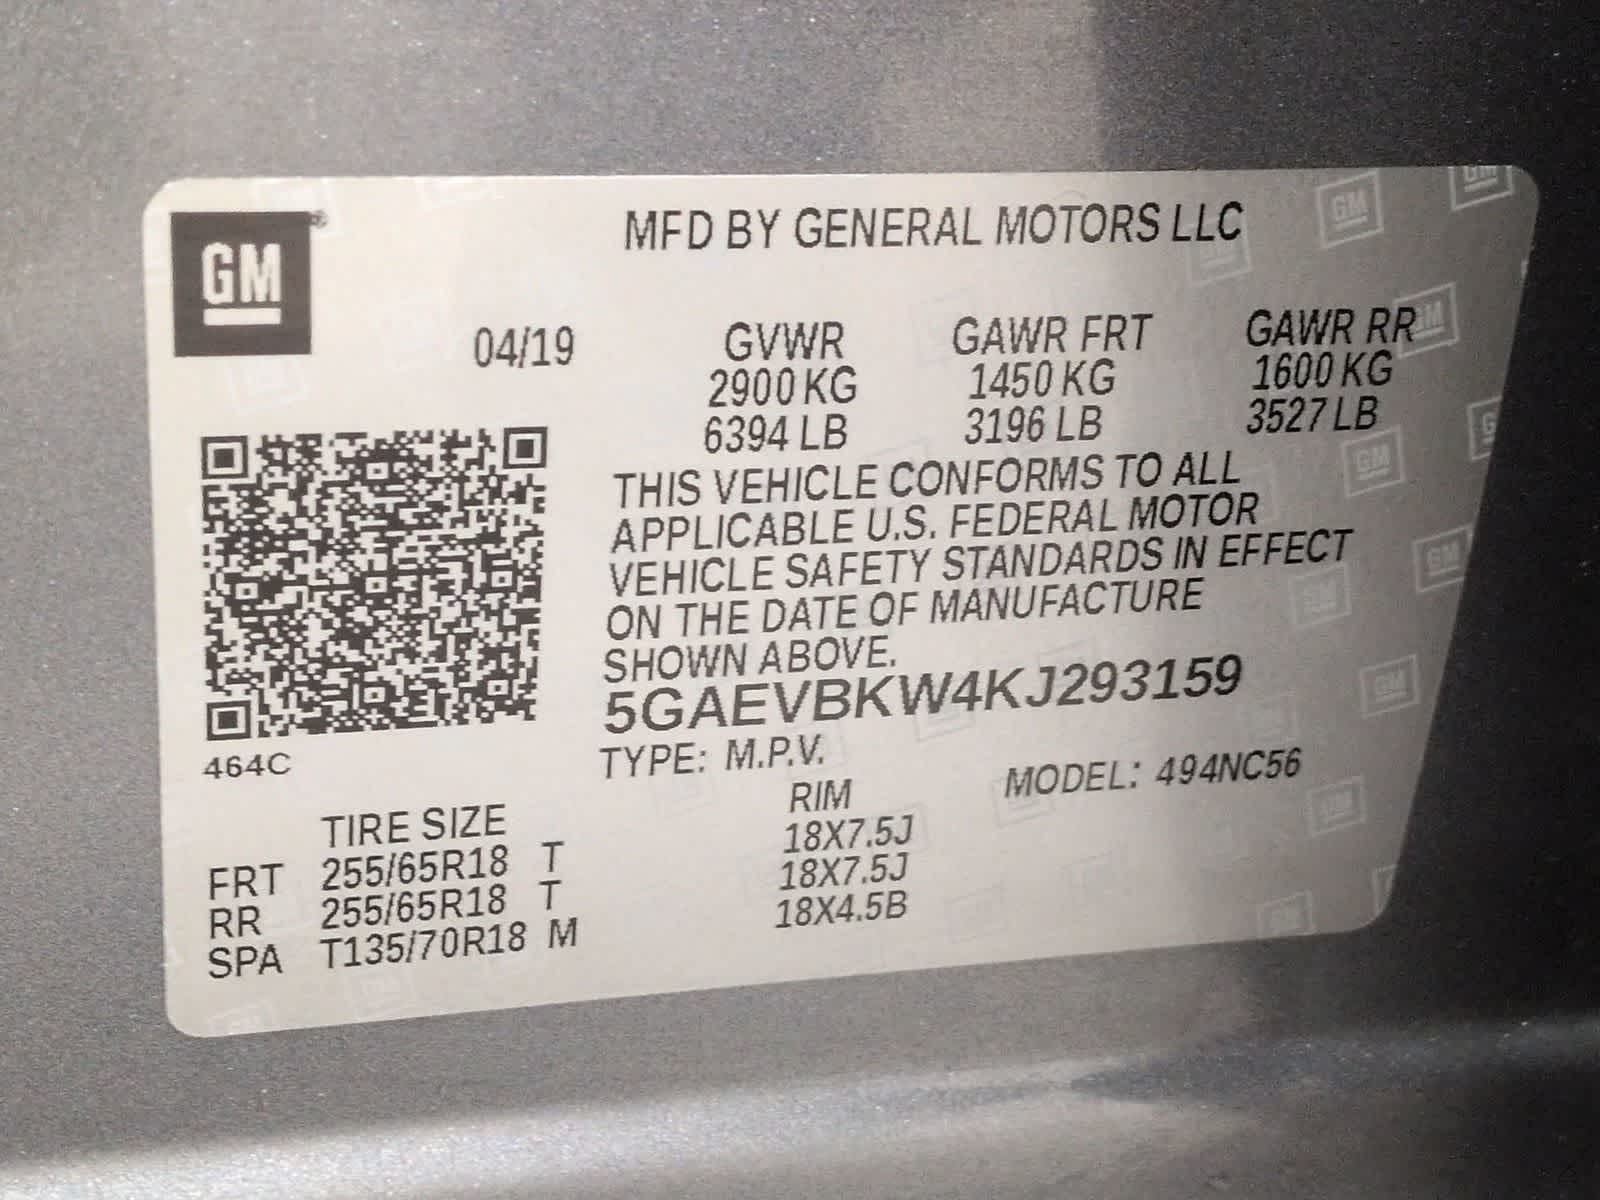 GM®
MFD BY GENERAL MOTORS LLC
04/19 GVWR GAWR FRT GAWR RR
2900 KG 1450 KG 1600 KG
6394 LB 3196 LB 3527 LB
THIS VEHICLE CONFORMS TO ALL
APPLICABLE U.S. FEDERAL MOTOR
VEHICLE SAFETY STANDARDS IN EFFECT
ON THE DATE OF MANUFACTURE
SHOWN ABOVE.
5GAEVBKW4KJ293159
464C
TYPE: M.P.V. MODEL: 494NC56
TIRE SIZE RIM
FRT 255/65R18 T 18X7.5J
RR 255/65R18 T 18X7.5J
SPA T135/70R18 M 18X4.5B